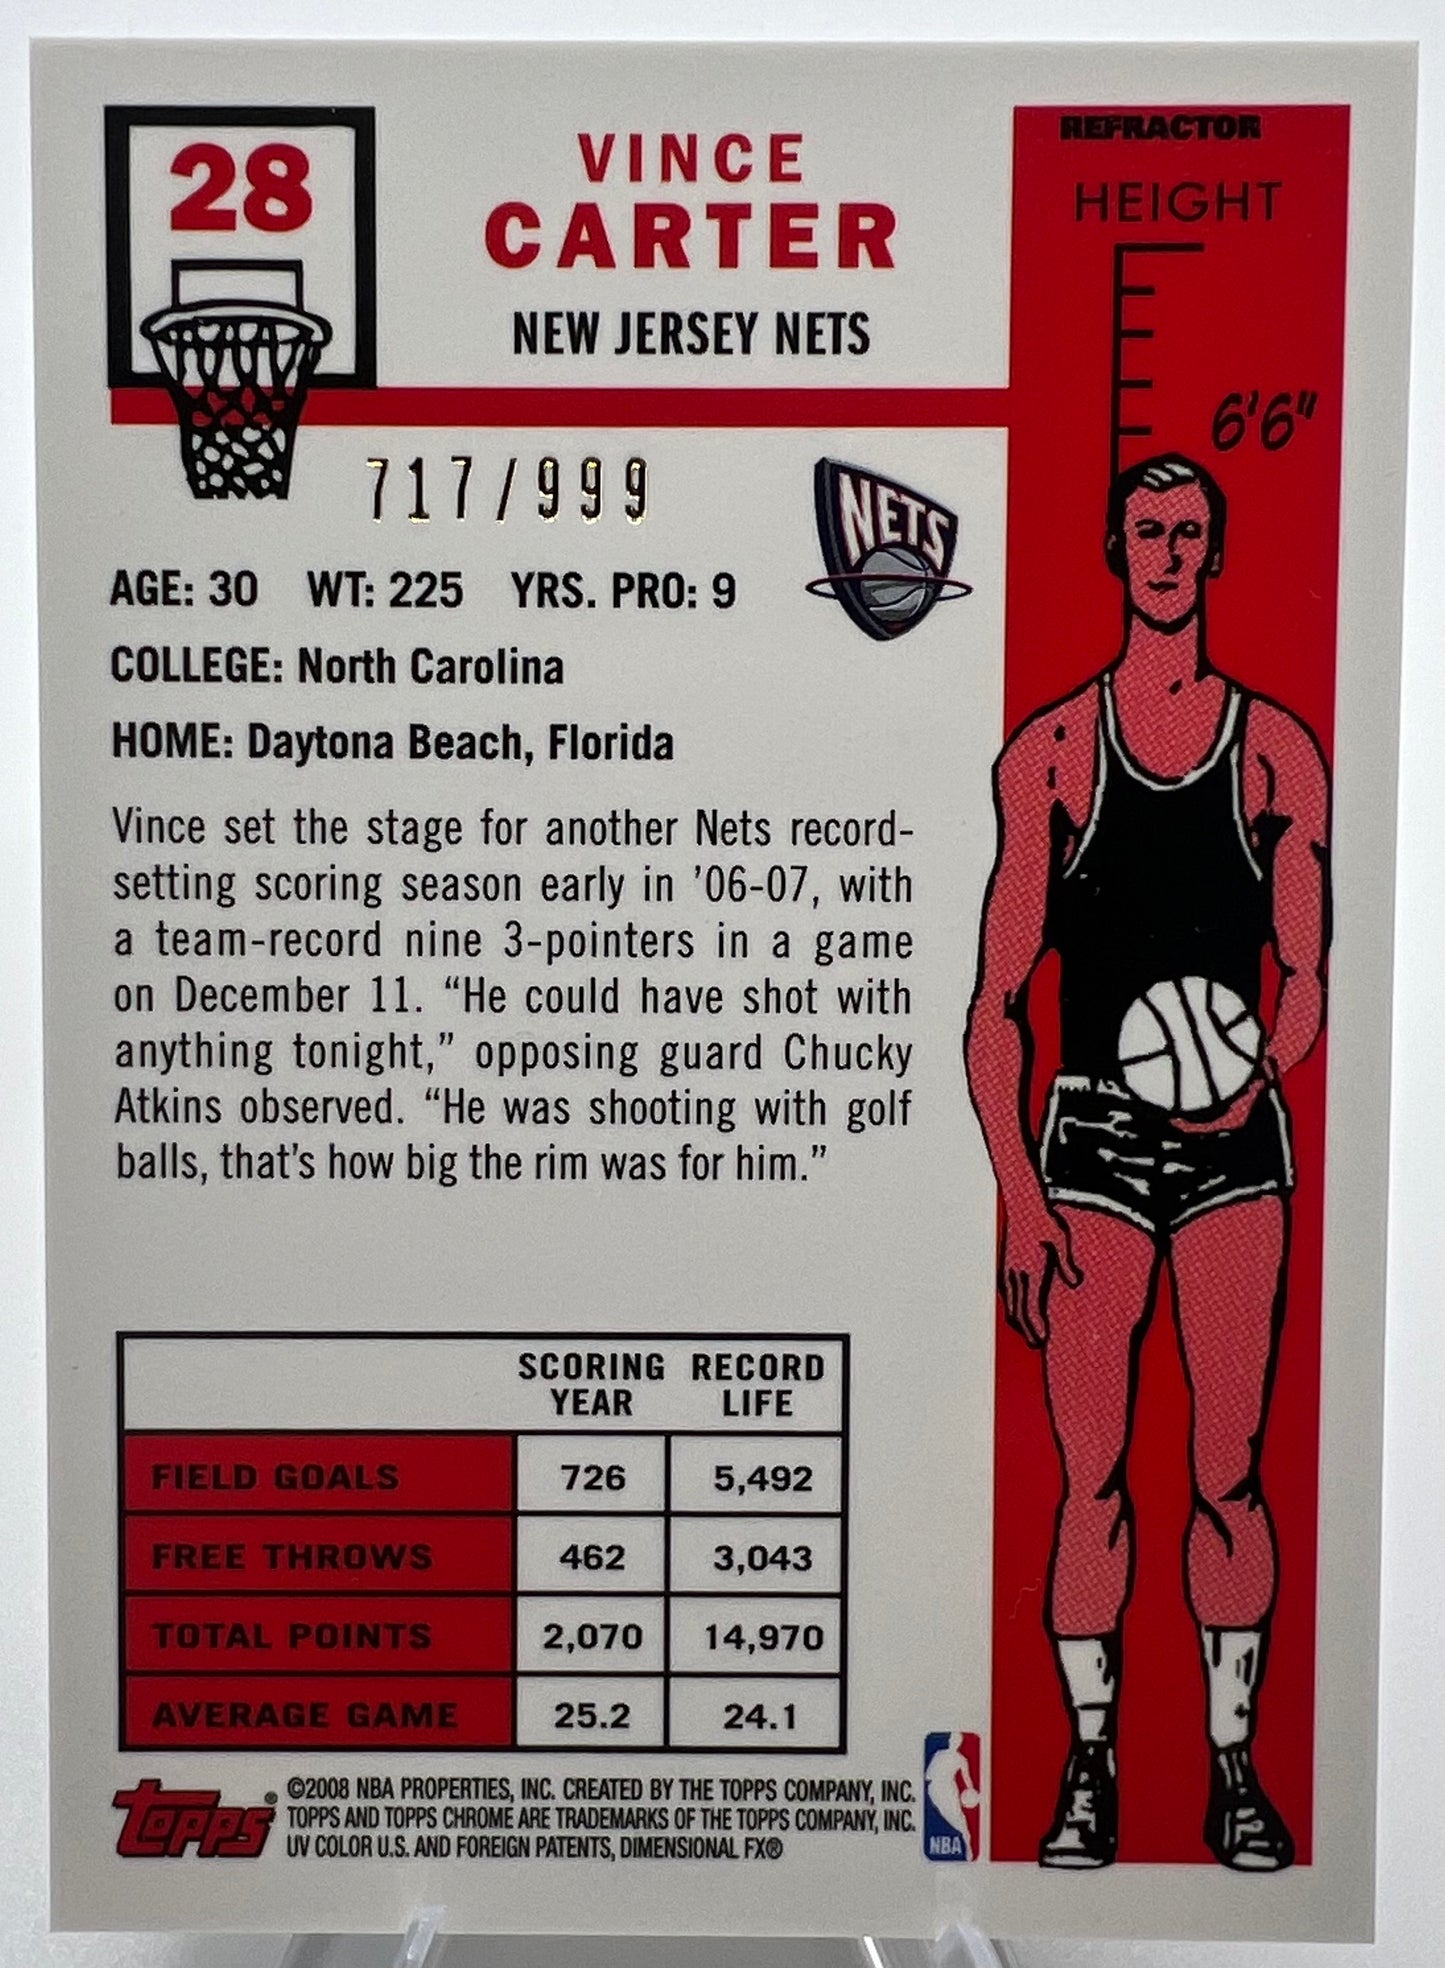 28
VINCE
CARTER
NEW JERSEY NETS
REFRACTOR
HEIGHT
6'6"
717/999
NETS
AGE: 30 WT: 225 YRS. PRO: 9
COLLEGE: North Carolina
HOME: Daytona Beach, Florida
Vince set the stage for another Nets record-
setting scoring season early in ’06-07, with
a team-record nine 3-pointers in a game
on December 11. “He could have shot with
anything tonight,” opposing guard Chucky
Atkins observed. “He was shooting with golf
balls, that’s how big the rim was for him.”
SCORING RECORD
YEAR LIFE
FIELD GOALS 726 5,492
FREE THROWS 462 3,043
TOTAL POINTS 2,070 14,970
AVERAGE GAME 25.2 24.1
Topps®
©2008 NBA PROPERTIES, INC. CREATED BY THE TOPPS COMPANY, INC.
TOPPS AND TOPPS CHROME ARE TRADEMARKS OF THE TOPPS COMPANY, INC.
UV COLOR U.S. AND FOREIGN PATENTS, DIMENSIONAL FX®
NBA